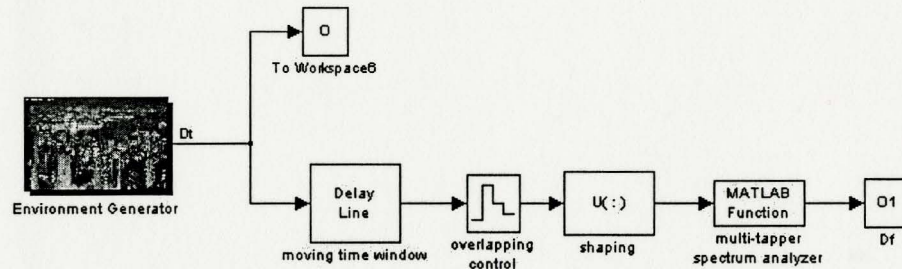 O
To Workspace6
Dt
Environment Generator
Delay
Line
moving time window
overlapping
control
U(:)
shaping
MATLAB
Function
multi-tapper
spectrum analyzer
O1
Df